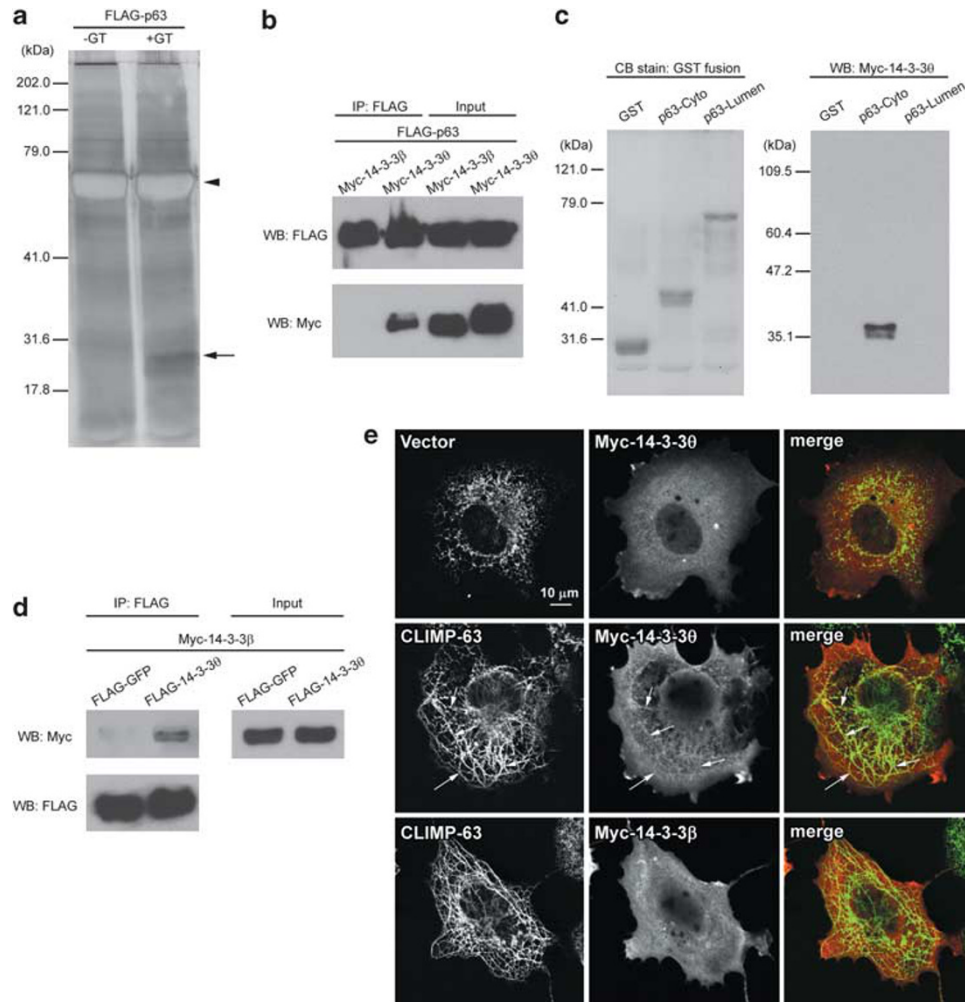 a
FLAG-p63
-GT +GT
(kDa)
202.0
121.0
79.0
41.0
31.6
17.8
b
IP: FLAG Input
FLAG-p63
Myc-14-3-3β Myc-14-3-3θ Myc-14-3-3β Myc-14-3-3θ
WB: FLAG
WB: Myc
c
CB stain: GST fusion
GST p63-Cyto p63-Lumen
(kDa)
121.0
79.0
41.0
31.6
WB: Myc-14-3-3θ
GST p63-Cyto p63-Lumen
(kDa)
109.5
60.4
47.2
35.1
d
IP: FLAG Input
Myc-14-3-3β
FLAG-GFP FLAG-14-3-3θ FLAG-GFP FLAG-14-3-3θ
WB: Myc
WB: FLAG
e
Vector Myc-14-3-3θ merge
10 μm
CLIMP-63 Myc-14-3-3θ merge
CLIMP-63 Myc-14-3-3β merge